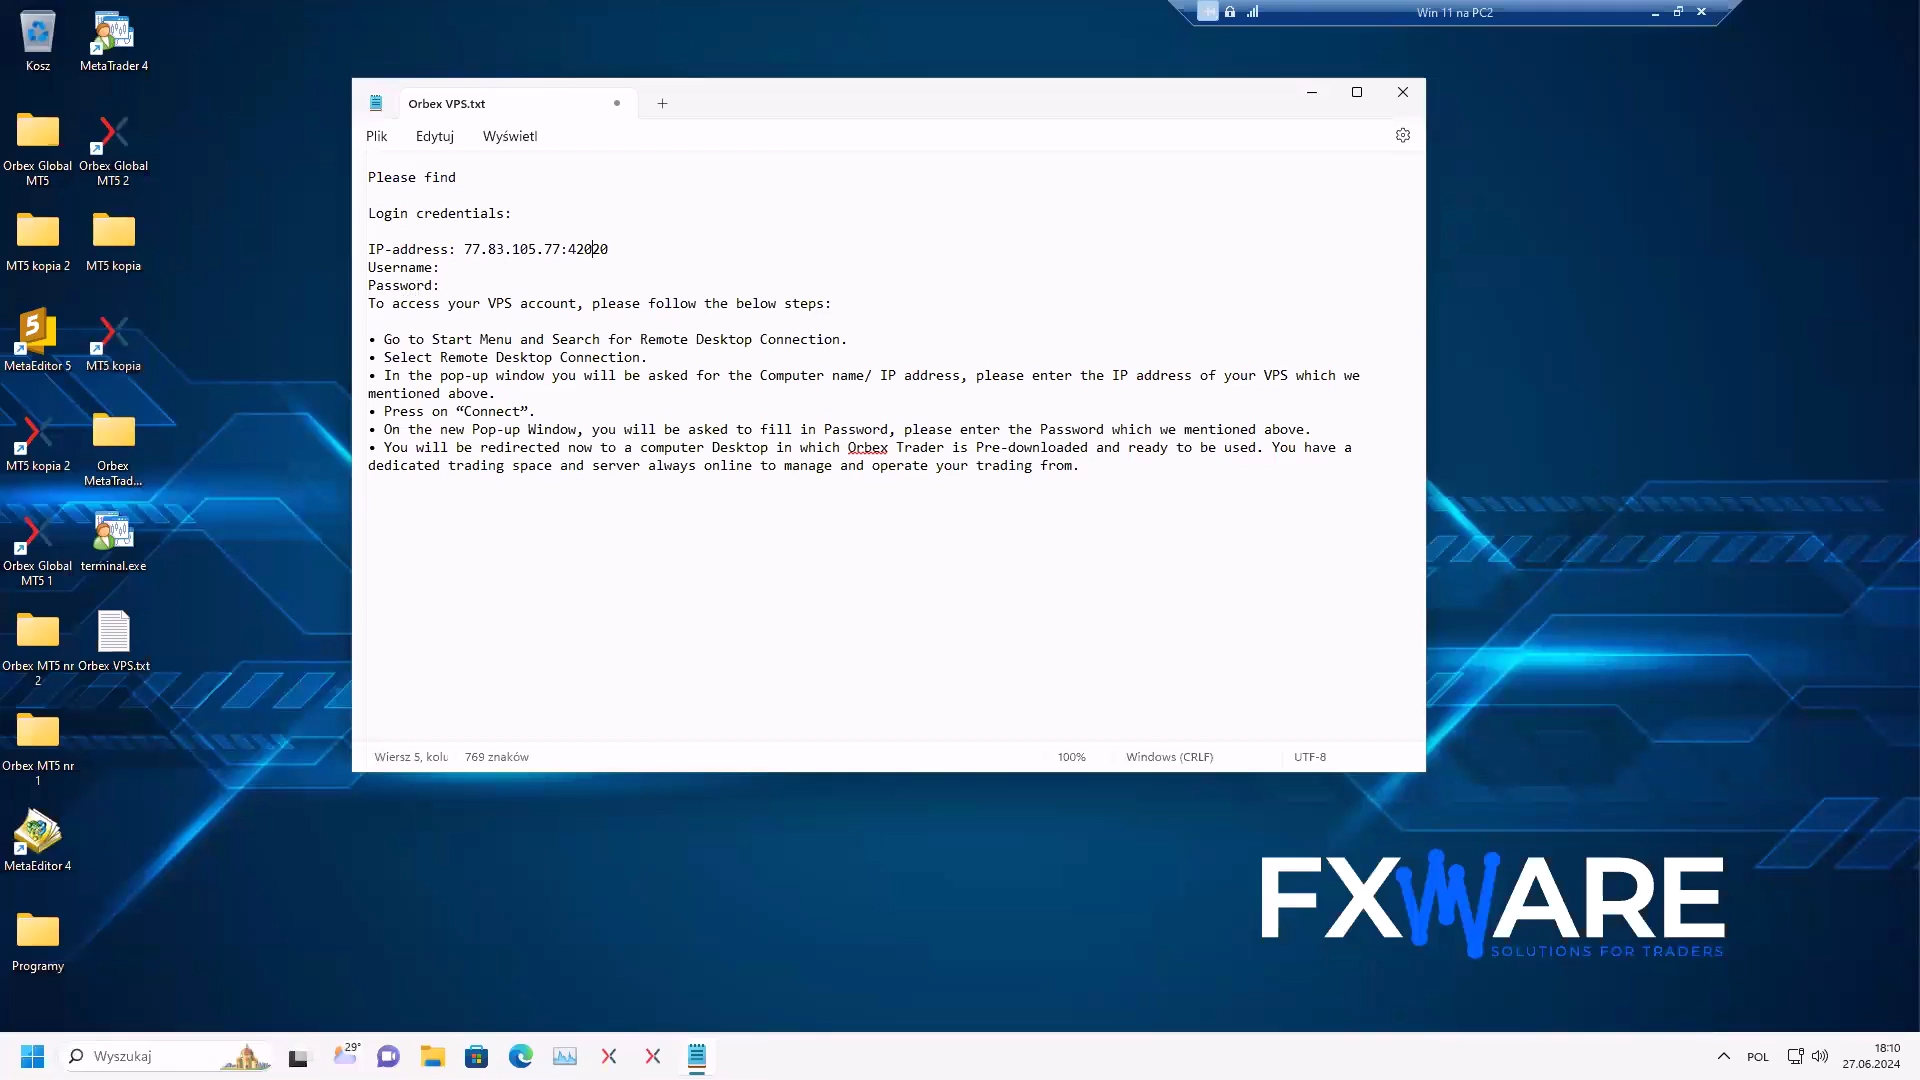 Win 11 na PC2
Kosz
MetaTrader 4
Orbex Global
MT5
Orbex Global
MT5 2
MT5 kopia 2
MT5 kopia
MetaEditor 5
MT5 kopia
MT5 kopia 2
Orbex
MetaTrad...
Orbex Global
MT5 1
terminal.exe
Orbex MT5 nr
2
Orbex VPS.txt
Orbex MT5 nr
1
MetaEditor 4
Programy
Orbex VPS.txt
Plik
Edytuj
Wyświetl
Please find
Login credentials:
IP-address: 77.83.105.77:42020
Username:
Password:
To access your VPS account, please follow the below steps:
• Go to Start Menu and Search for Remote Desktop Connection.
• Select Remote Desktop Connection.
• In the pop-up window you will be asked for the Computer name/ IP address, please enter the IP address of your VPS which we
mentioned above.
• Press on “Connect”.
• On the new Pop-up Window, you will be asked to fill in Password, please enter the Password which we mentioned above.
• You will be redirected now to a computer Desktop in which Orbex Trader is Pre-downloaded and ready to be used. You have a
dedicated trading space and server always online to manage and operate your trading from.
Wiersz 5, kolu
769 znaków
100%
Windows (CRLF)
UTF-8
FXWARE
SOLUTIONS FOR TRADERS
Wyszukaj
29°
POL
18:10
27.06.2024